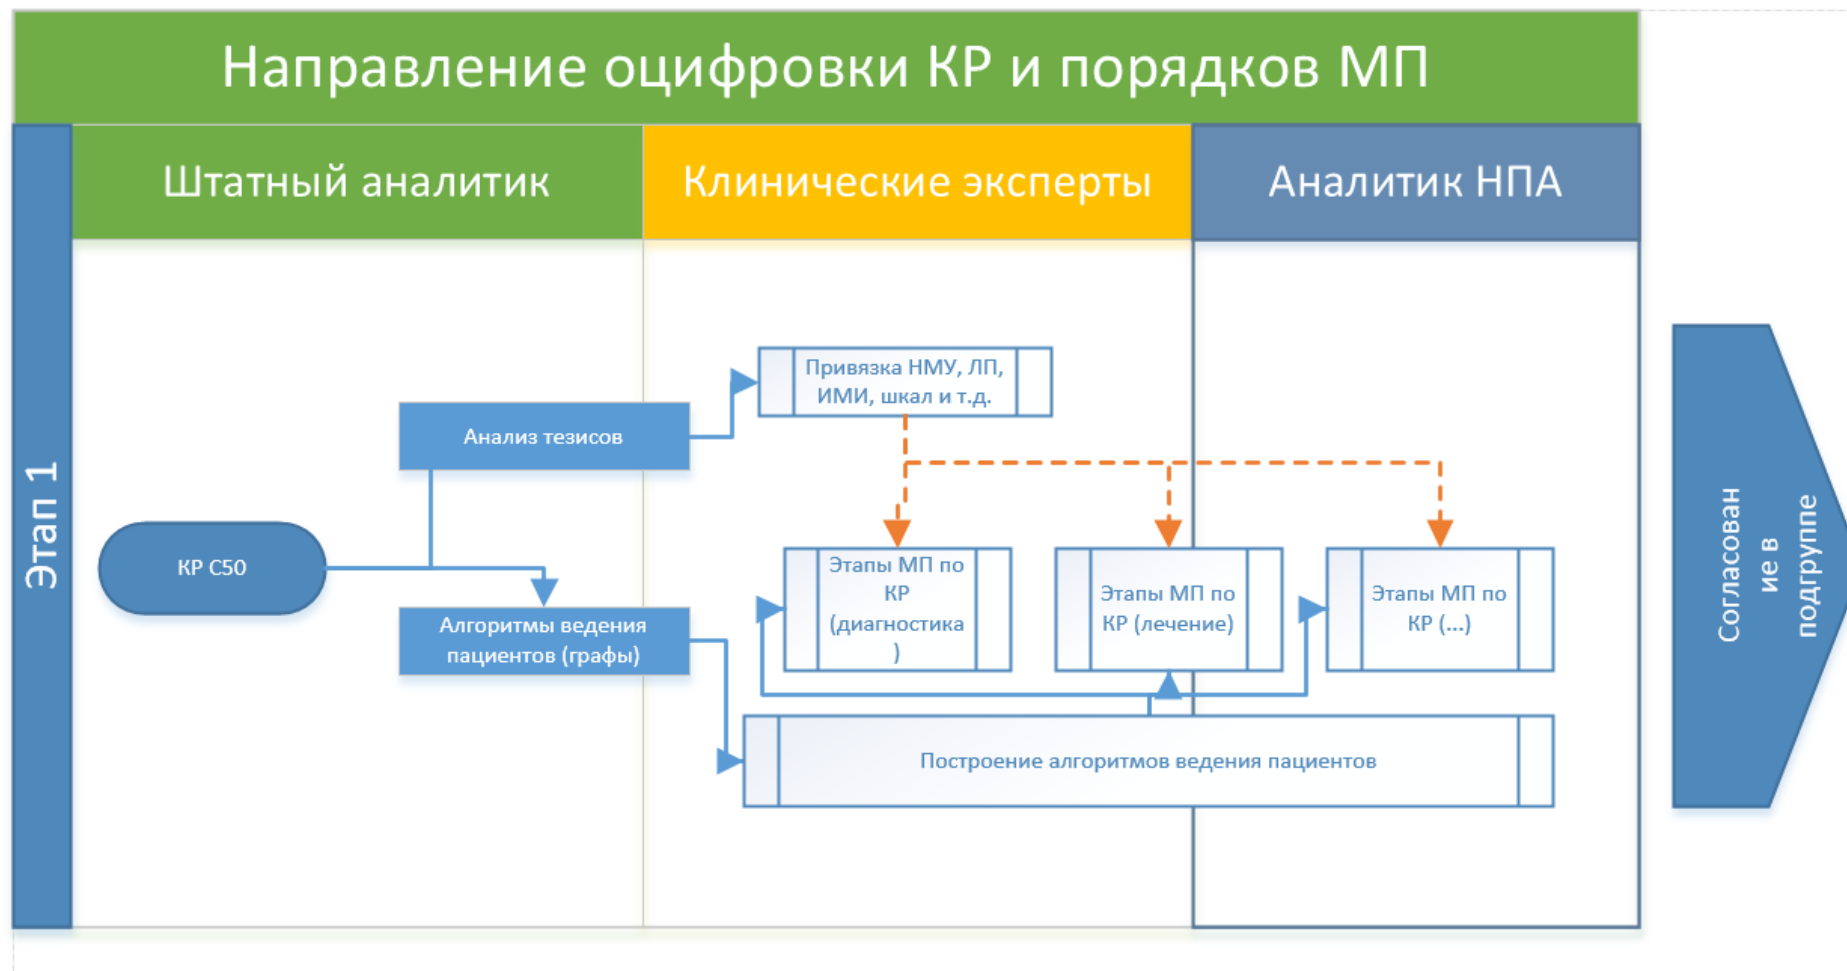 Направление оцифровки КР и порядков МП
Штатный аналитик
Клинические эксперты
Аналитик НПА
Этап 1
Привязка НМУ, ЛП,
ИМИ, шкал и т.д.
Анализ тезисов
КР С50
Алгоритмы ведения
пациентов (графы)
Этапы МП по
КР
(диагностика
)
Этапы МП по
КР (лечение)
Этапы МП по
КР (...)
Построение алгоритмов ведения пациентов
Согласован
ие в
подгруппе